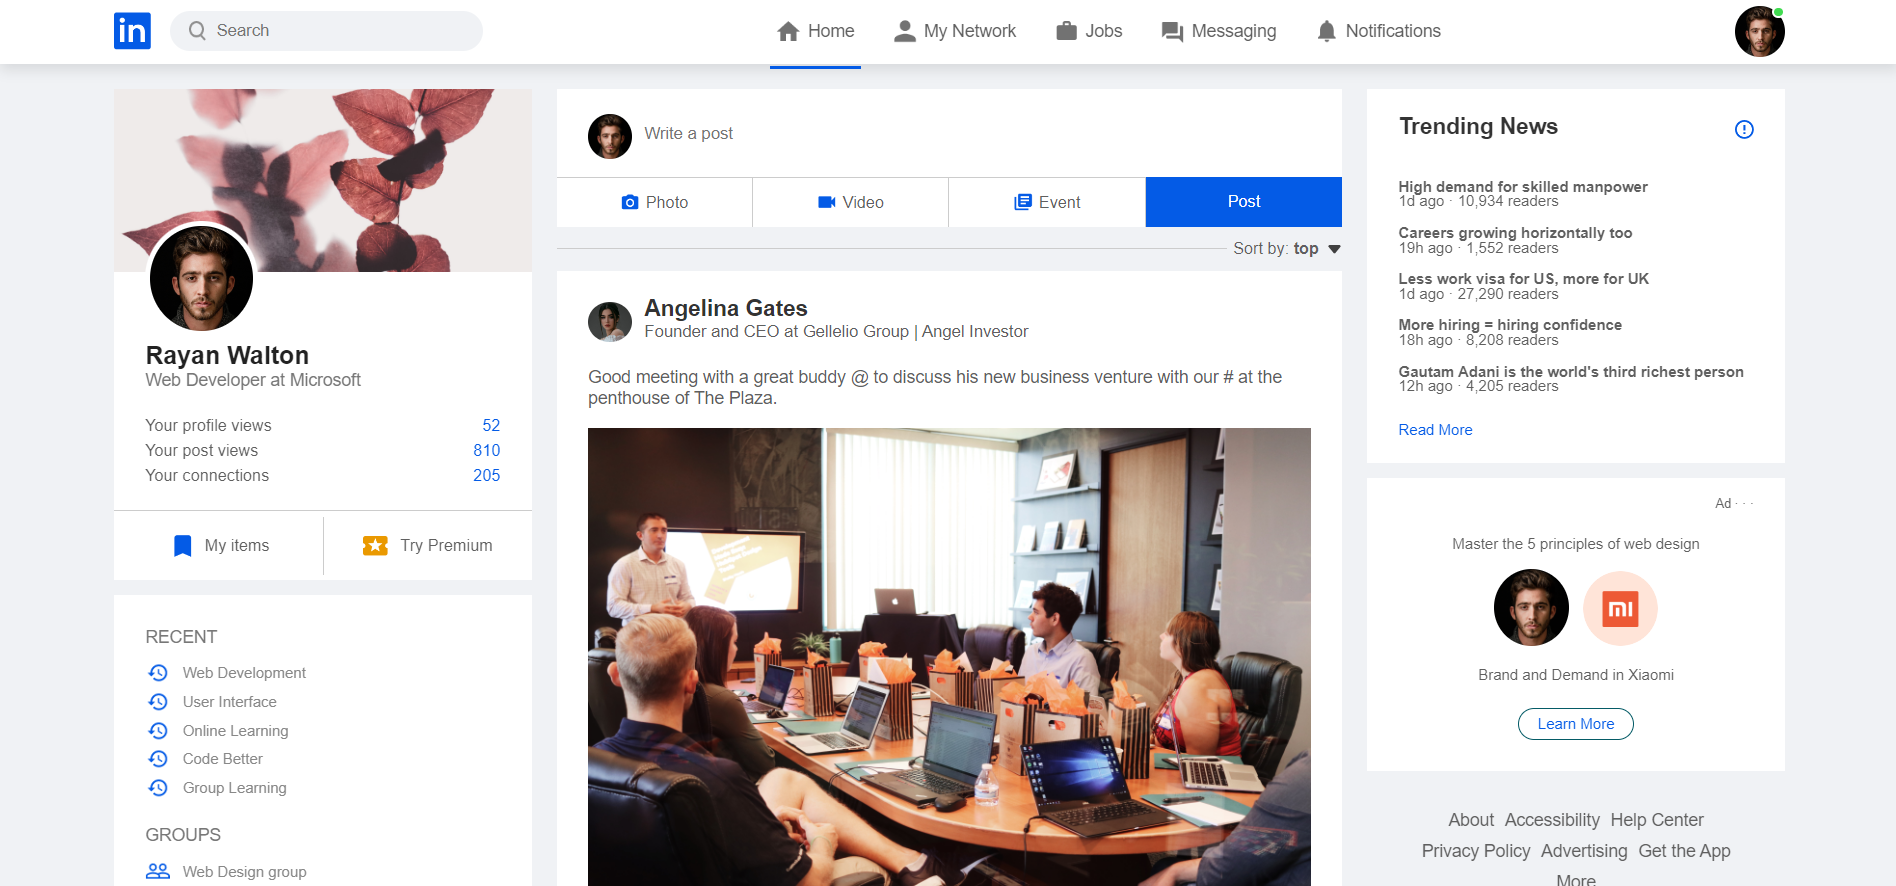 in
Search
Home
My Network
Jobs
Messaging
Notifications
Rayan Walton
Web Developer at Microsoft
Your profile views 52
Your post views 810
Your connections 205
My items
Try Premium
RECENT
Web Development
User Interface
Online Learning
Code Better
Group Learning
GROUPS
Web Design group
Write a post
Photo
Video
Event
Post
Sort by: top
Angelina Gates
Founder and CEO at Gellelio Group | Angel Investor
Good meeting with a great buddy @ to discuss his new business venture with our # at the
penthouse of The Plaza.
Trending News
High demand for skilled manpower
1d ago · 10,934 readers
Careers growing horizontally too
19h ago · 1,552 readers
Less work visa for US, more for UK
1d ago · 27,290 readers
More hiring = hiring confidence
18h ago · 8,208 readers
Gautam Adani is the world's third richest person
12h ago · 4,205 readers
Read More
Ad · · ·
Master the 5 principles of web design
mi
Brand and Demand in Xiaomi
Learn More
About Accessibility Help Center
Privacy Policy Advertising Get the App
More